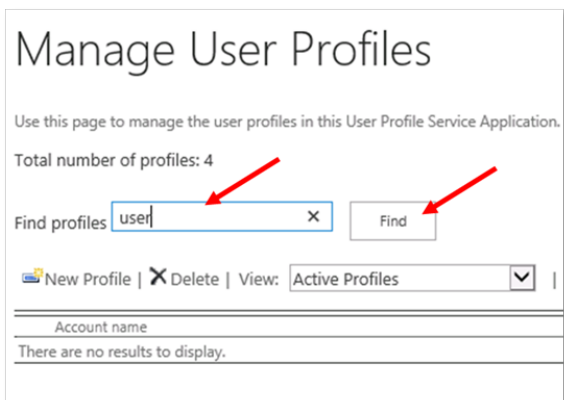 Manage User Profiles
Use this page to manage the user profiles in this User Profile Service Application.
Total number of profiles: 4
Find profiles user × Find
New Profile | Delete | View: Active Profiles |
Account name
There are no results to display.